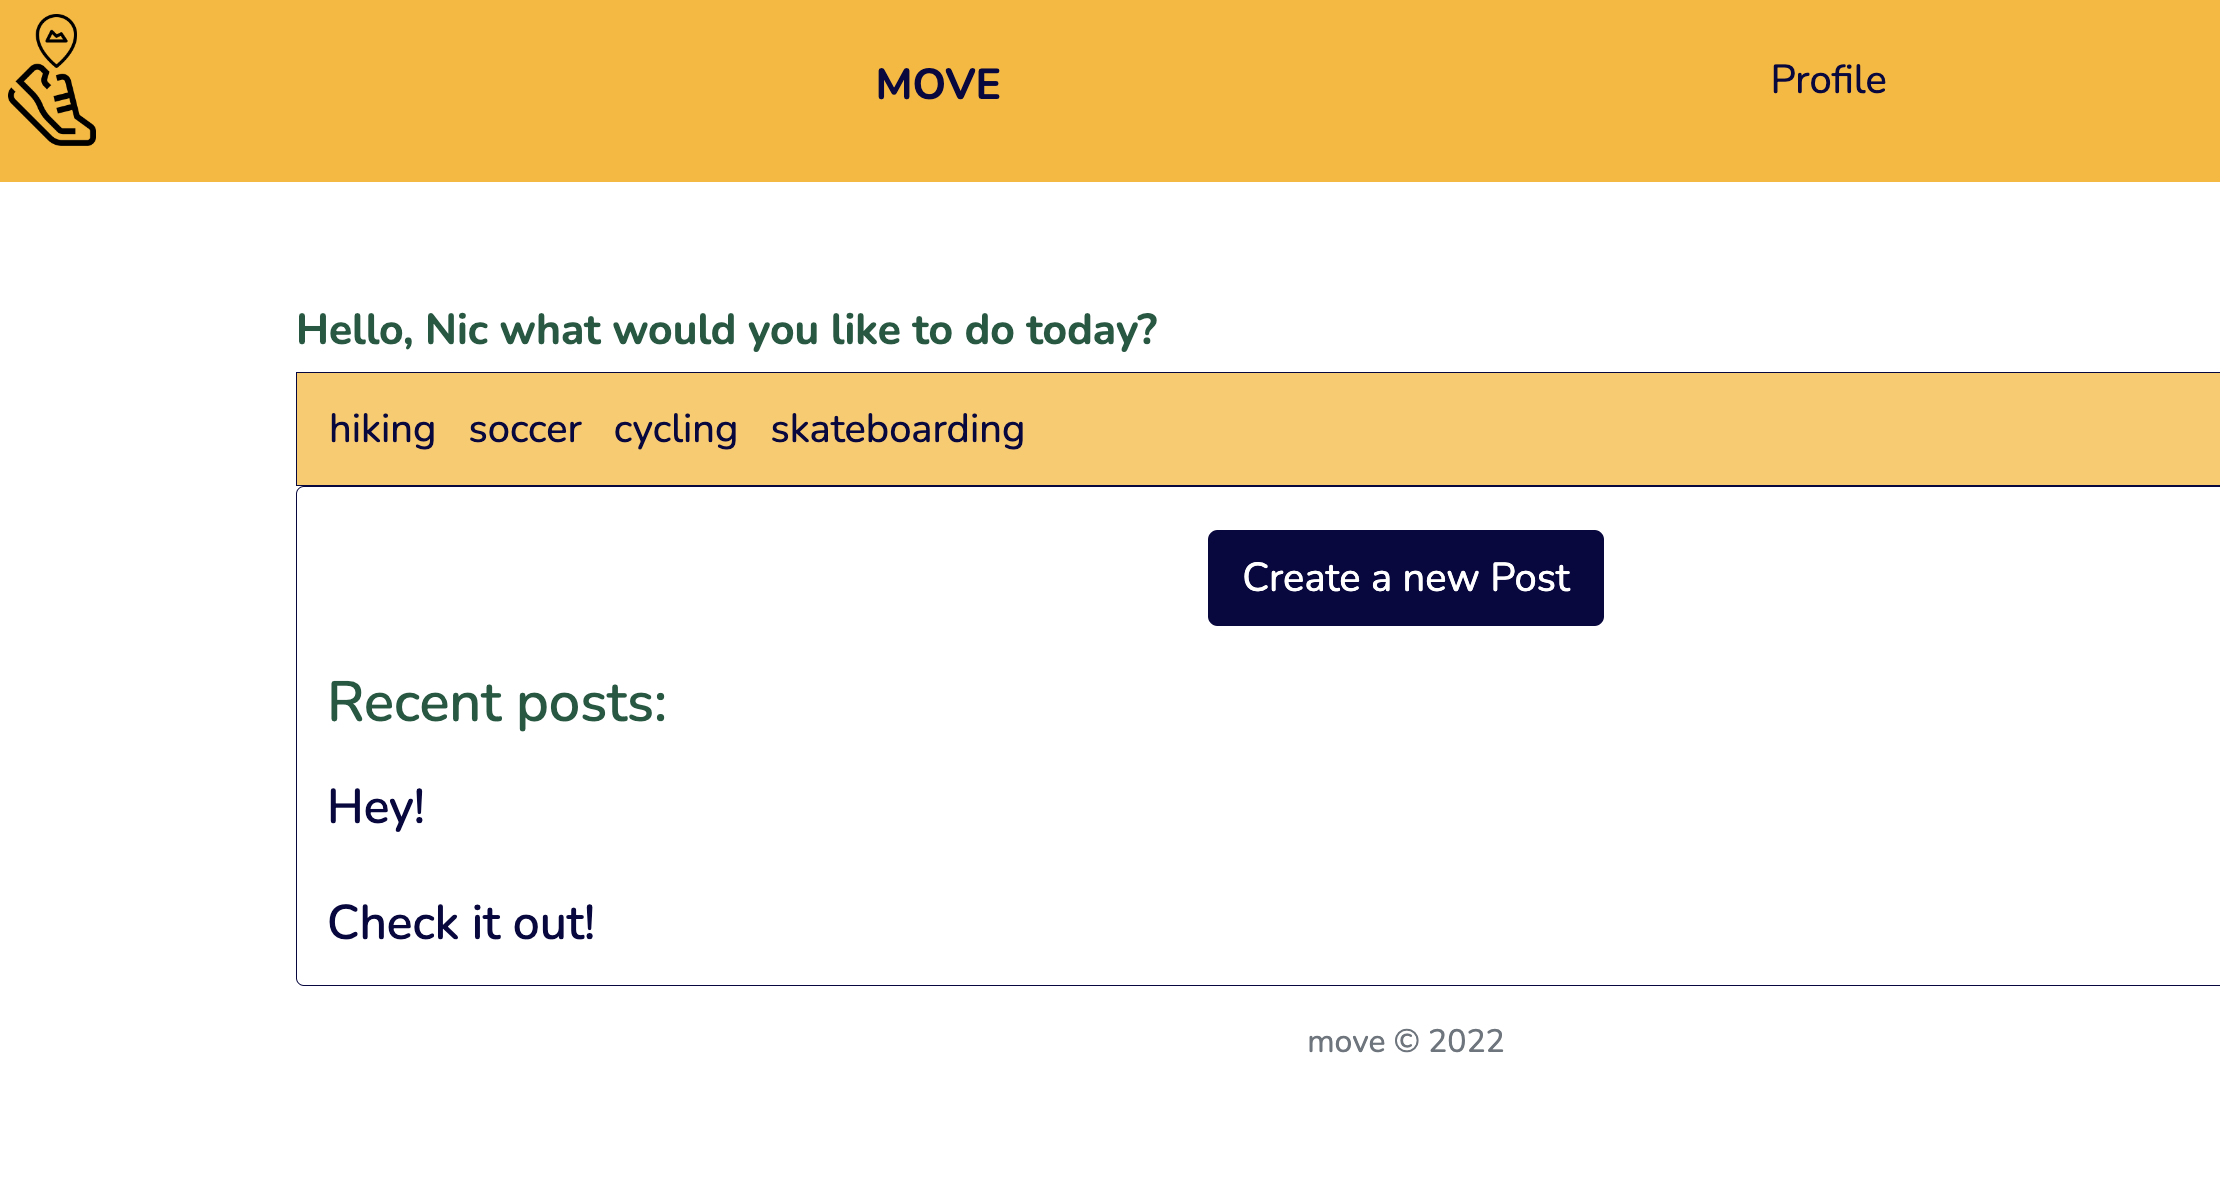 MOVE
Profile
Hello, Nic what would you like to do today?
hiking soccer cycling skateboarding
Create a new Post
Recent posts:
Hey!
Check it out!
move © 2022